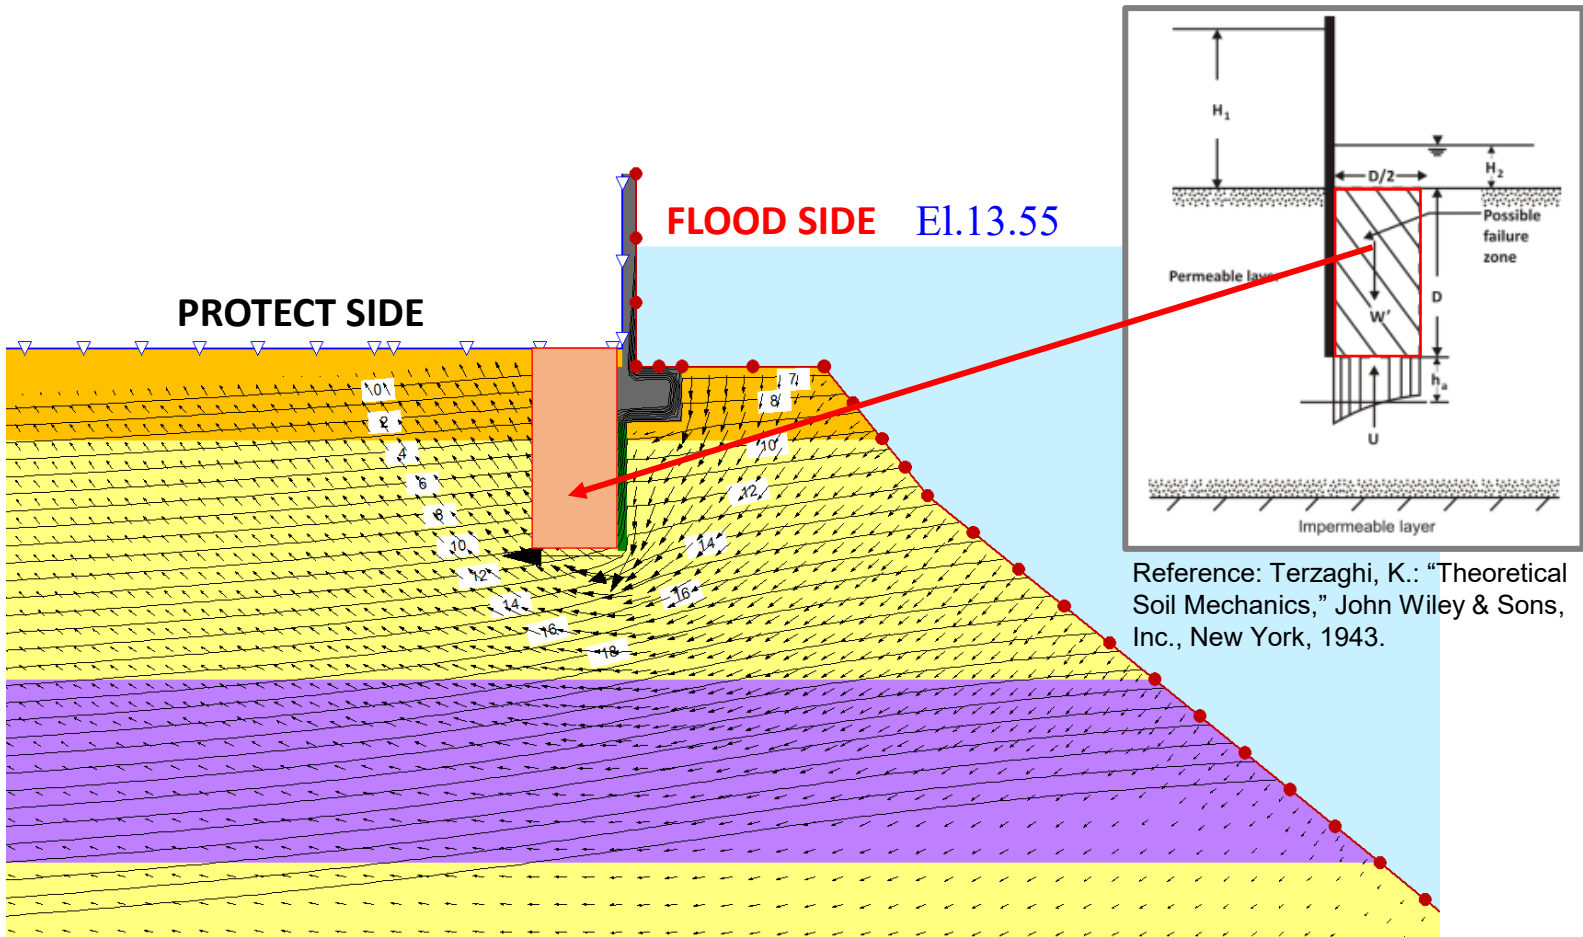 H₁
H₂
D/2
Possible
failure
zone
Permeable
D
W'
hₐ
U
Impermeable layer
FLOOD SIDE El.13.55
PROTECT SIDE
Reference: Terzaghi, K.: “Theoretical
Soil Mechanics,” John Wiley & Sons,
Inc., New York, 1943.
0
2
4
6
8
10
12
14
16
18
7
8
10
12
14
16